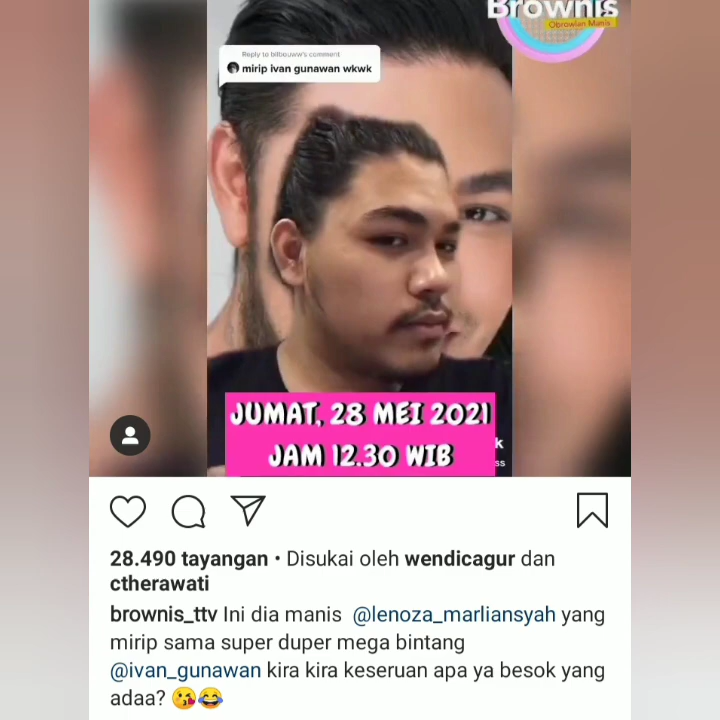 Brownis
Obrowlan Manis
Reply to bilbouww's comment
mirip ivan gunawan wkwk
JUMAT, 28 MEI 2021
JAM 12.30 WIB
k
ss
28.490 tayangan • Disukai oleh wendicagur dan
ctherawati
brownis_ttv Ini dia manis @lenoza_marliansyah yang
mirip sama super duper mega bintang
@ivan_gunawan kira kira keseruan apa ya besok yang
adaa? 😘😂